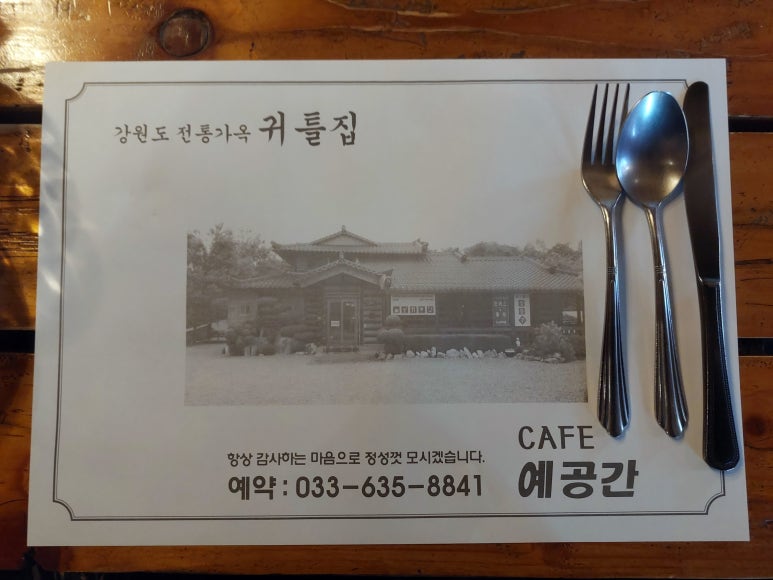 강원도 전통가옥 귀틀집
항상 감사하는 마음으로 정성껏 모시겠습니다.
예약 : 033-635-8841
CAFE
예공간